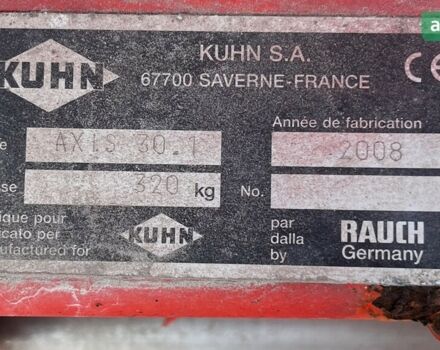 KUHN
KUHN S.A.
67700 SAVERNE-FRANCE
CE
Année de fabrication
e AXIS 30.1
2008
se 320 kg
No.
ique pour
icato per
nufactured for
KUHN
par
dalla
by
RAUCH
Germany
a